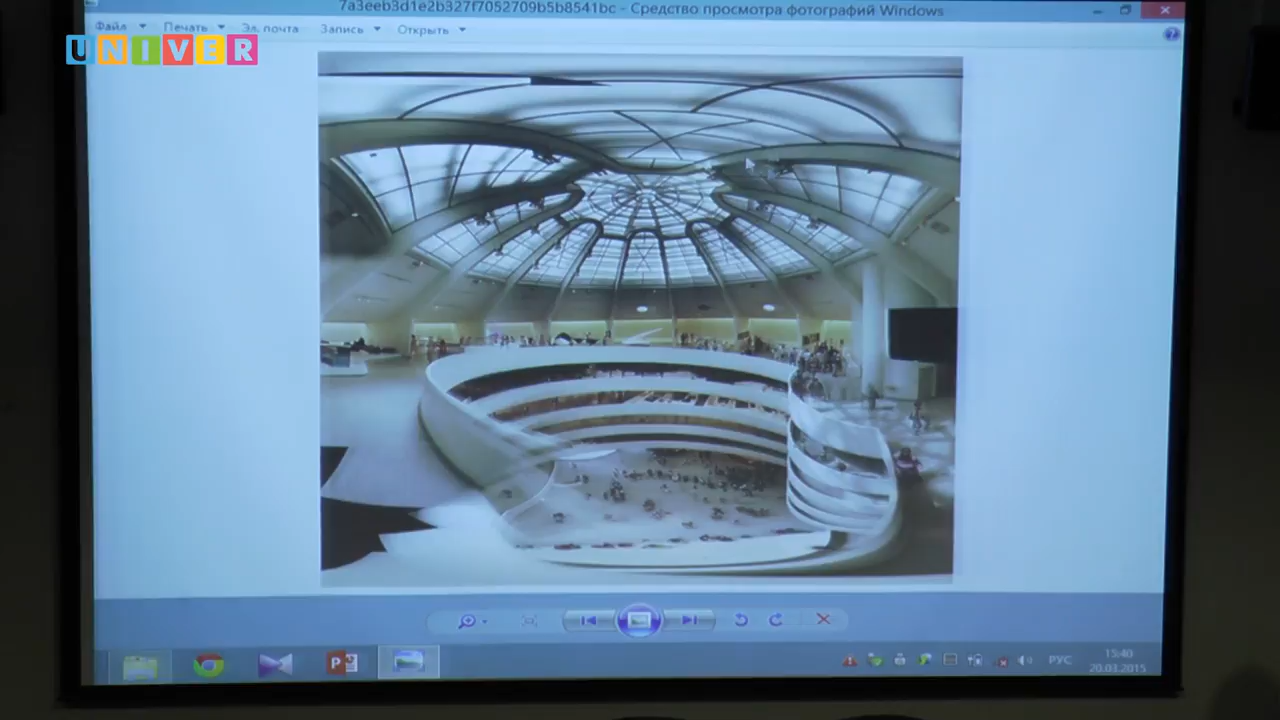 7a3eeb3d1e2b327f7052709b5b8541bc - Средство просмотра фотографий Windows
Файл Печать Эл. почта Запись Открыть
UNIVER
РУС
15:40
20.03.2015